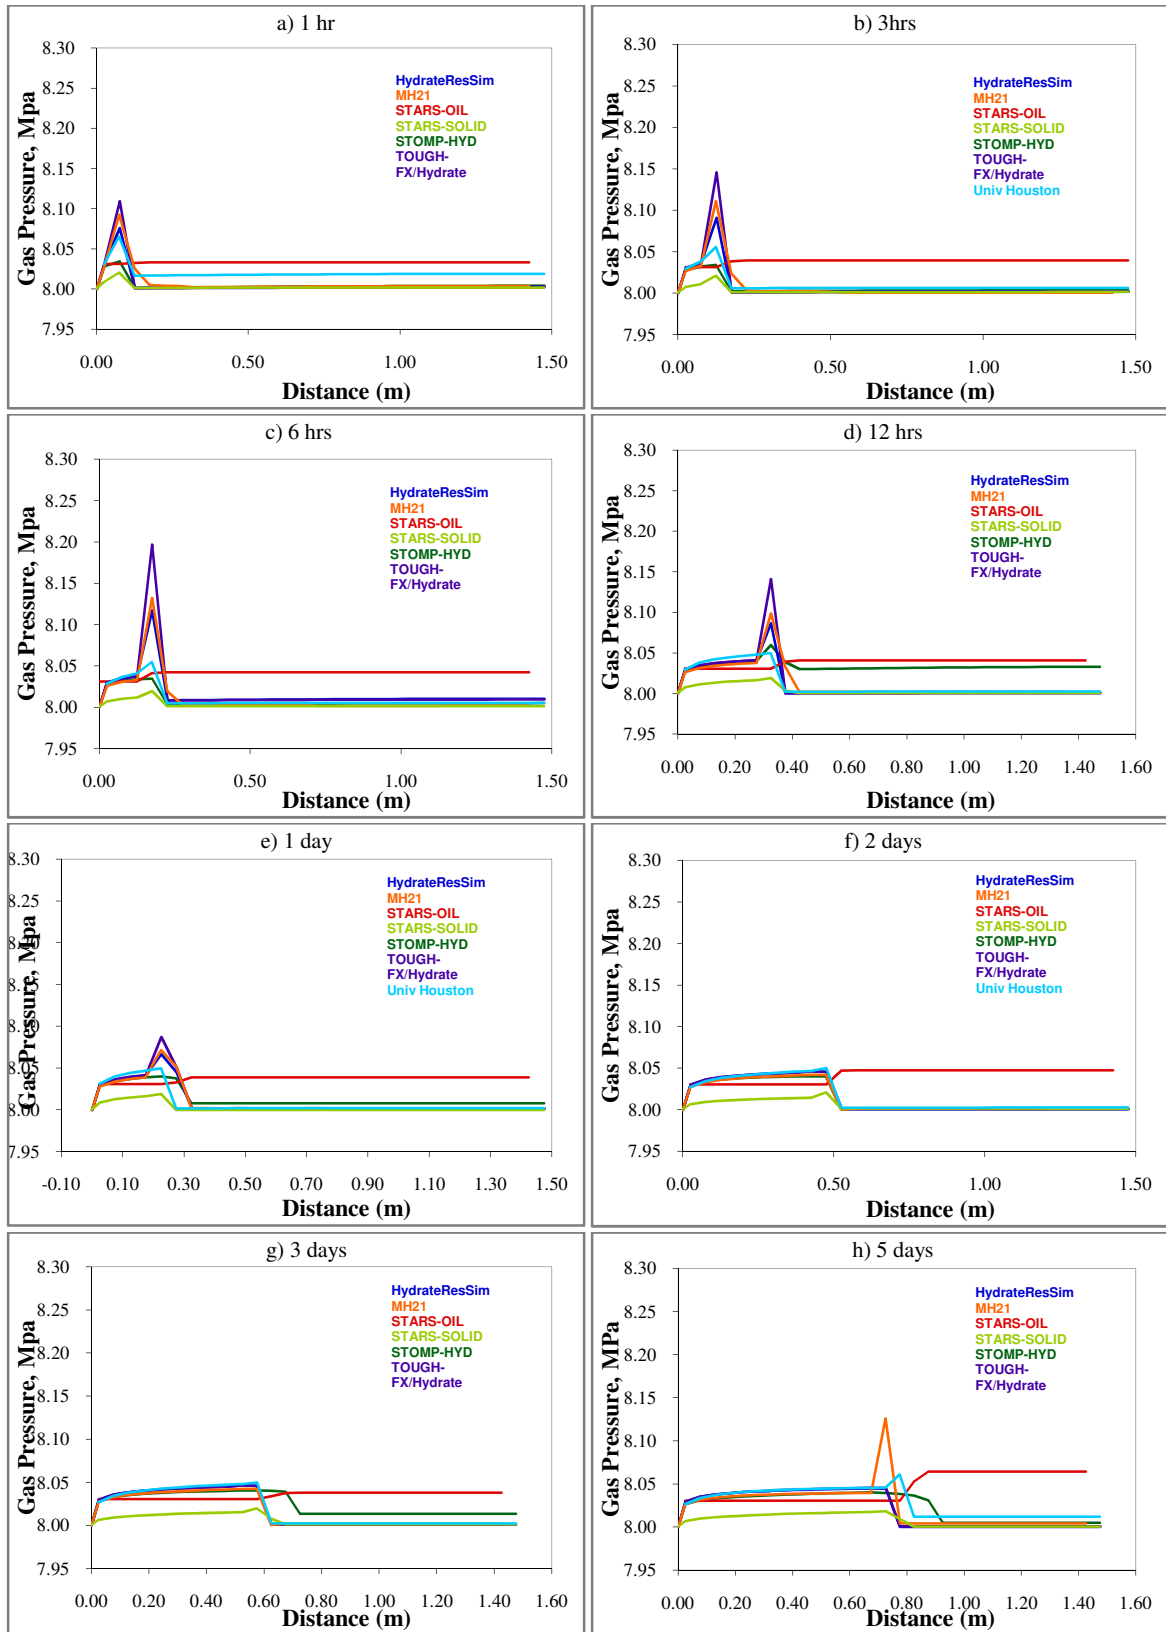 a) 1 hr
8.30
8.25
8.20
8.15
8.10
8.05
8.00
7.95
Gas Pressure, Mpa
HydrateResSim
MH21
STARS-OIL
STARS-SOLID
STOMP-HYD
TOUGH-
FX/Hydrate
Univ Houston
0.00 0.50 1.00 1.50
Distance (m)
b) 3hrs
8.30
8.25
8.20
8.15
8.10
8.05
8.00
7.95
Gas Pressure, Mpa
HydrateResSim
MH21
STARS-OIL
STARS-SOLID
STOMP-HYD
TOUGH-
FX/Hydrate
Univ Houston
0.00 0.50 1.00 1.50
Distance (m)
c) 6 hrs
8.30
8.25
8.20
8.15
8.10
8.05
8.00
7.95
Gas Pressure, Mpa
HydrateResSim
MH21
STARS-OIL
STARS-SOLID
STOMP-HYD
TOUGH-
FX/Hydrate
0.00 0.50 1.00 1.50
Distance (m)
d) 12 hrs
8.30
8.25
8.20
8.15
8.10
8.05
8.00
7.95
Gas Pressure, Mpa
HydrateResSim
MH21
STARS-OIL
STARS-SOLID
STOMP-HYD
TOUGH-
FX/Hydrate
0.00 0.20 0.40 0.60 0.80 1.00 1.20 1.40 1.60
Distance (m)
e) 1 day
8.30
8.25
8.20
8.15
8.10
8.05
8.00
7.95
Gas Pressure, Mpa
HydrateResSim
MH21
STARS-OIL
STARS-SOLID
STOMP-HYD
TOUGH-
FX/Hydrate
Univ Houston
-0.10 0.10 0.30 0.50 0.70 0.90 1.10 1.30 1.50
Distance (m)
f) 2 days
8.30
8.25
8.20
8.15
8.10
8.05
8.00
7.95
Gas Pressure, Mpa
HydrateResSim
MH21
STARS-OIL
STARS-SOLID
STOMP-HYD
TOUGH-
FX/Hydrate
Univ Houston
0.00 0.50 1.00 1.50
Distance (m)
g) 3 days
8.30
8.25
8.20
8.15
8.10
8.05
8.00
7.95
Gas Pressure, Mpa
HydrateResSim
MH21
STARS-OIL
STARS-SOLID
STOMP-HYD
TOUGH-
FX/Hydrate
0.00 0.20 0.40 0.60 0.80 1.00 1.20 1.40 1.60
Distance (m)
h) 5 days
8.30
8.25
8.20
8.15
8.10
8.05
8.00
7.95
Gas Pressure, MPa
HydrateResSim
MH21
STARS-OIL
STARS-SOLID
STOMP-HYD
TOUGH-
FX/Hydrate
0.00 0.20 0.40 0.60 0.80 1.00 1.20 1.40 1.60
Distance (m)